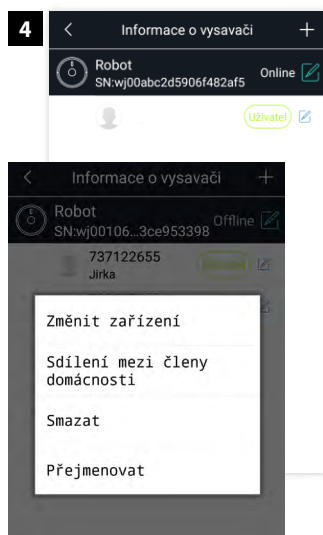 4
Informace o vysavači
Robot
SN:wj00abc2d5906f482af5
Online
Uživatel
Informace o vysavači
Robot
SN:wj00106...3ce953398
Offline
737122655
Jirka
Změnit zařízení
Sdílení mezi členy
domácnosti
Smazat
Přejmenovat